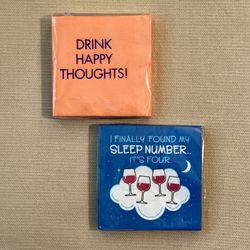 DRINK
HAPPY
THOUGHTS!
I FINALLY FOUND MY
SLEEP NUMBER...
IT'S FOUR